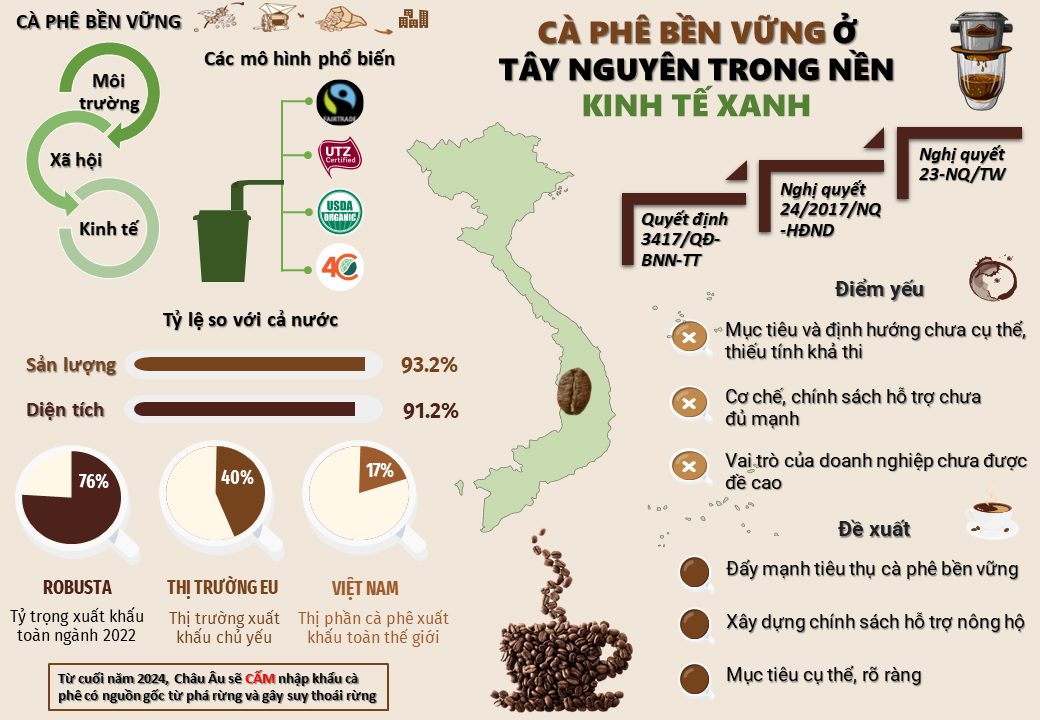 CÀ PHÊ BỀN VỮNG
Môi
trường
Xã hội
Kinh tế
Các mô hình phổ biến
FAIRTRADE
UTZ
Certified
USDA
ORGANIC
4C
CÀ PHÊ BỀN VỮNG Ở
TÂY NGUYÊN TRONG NỀN
KINH TẾ XANH
Quyết định
3417/QĐ-
BNN-TT
Nghị quyết
24/2017/NQ
-HĐND
Nghị quyết
23-NQ/TW
Tỷ lệ so với cả nước
Sản lượng
93.2%
Diện tích
91.2%
76%
ROBUSTA
Tỷ trọng xuất khẩu
toàn ngành 2022
40%
THỊ TRƯỜNG EU
Thị trường xuất
khẩu chủ yếu
17%
VIỆT NAM
Thị phần cà phê xuất
khẩu toàn thế giới
Từ cuối năm 2024, Châu Âu sẽ CẤM nhập khẩu cà
phê có nguồn gốc từ phá rừng và gây suy thoái rừng
Điểm yếu
Mục tiêu và định hướng chưa cụ thể,
thiếu tính khả thi
Cơ chế, chính sách hỗ trợ chưa
đủ mạnh
Vai trò của doanh nghiệp chưa được
đề cao
Đề xuất
Đẩy mạnh tiêu thụ cà phê bền vững
Xây dựng chính sách hỗ trợ nông hộ
Mục tiêu cụ thể, rõ ràng